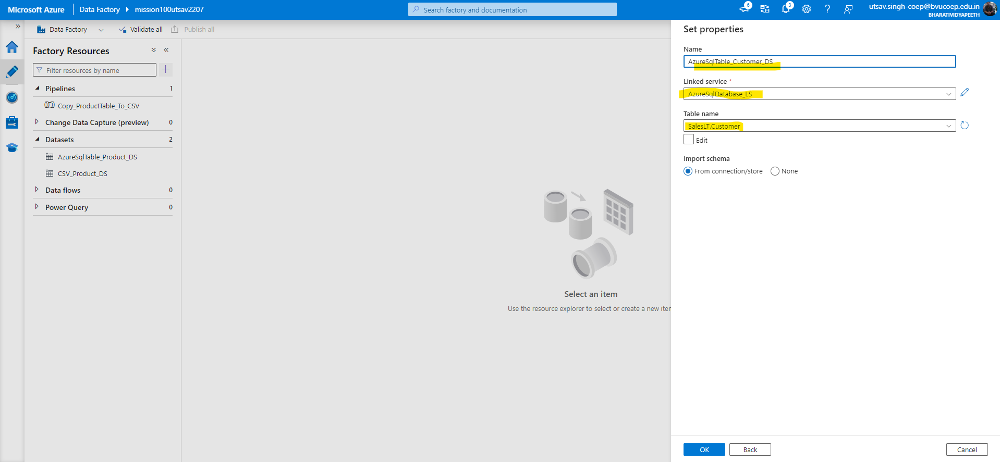 Microsoft Azure
Data Factory
mission100utsav2207
Search factory and documentation
6
3
utsav.singh-coep@bvucoep.edu.in
BHARATIVIDYAPEETH
Data Factory
Validate all
Publish all
Factory Resources
Filter resources by name
Pipelines 1
Copy_ProductTable_To_CSV
Change Data Capture (preview) 0
Datasets 2
AzureSqlTable_Product_DS
CSV_Product_DS
Data flows 0
Power Query 0
Select an item
Use the resource explorer to select or create a new iter
Set properties
Name
AzureSqlTable_Customer_DS
Linked service *
AzureSqlDatabase_LS
Table name
SalesLT.Customer
Edit
Import schema
From connection/store None
OK Back Cancel